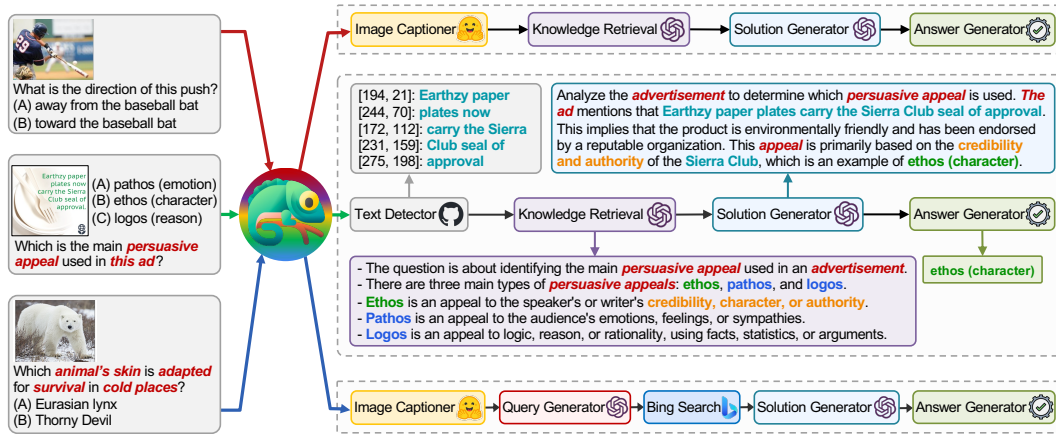 29
What is the direction of this push?
(A) away from the baseball bat
(B) toward the baseball bat
Earthzy paper
plates now
carry the Sierra
Club seal of
approval.
(A) pathos (emotion)
(B) ethos (character)
(C) logos (reason)
Which is the main persuasive
appeal used in this ad?
Which animal's skin is adapted
for survival in cold places?
(A) Eurasian lynx
(B) Thorny Devil
Image Captioner
Knowledge Retrieval
Solution Generator
Answer Generator
[194, 21]: Earthzy paper
[244, 70]: plates now
[172, 112]: carry the Sierra
[231, 159]: Club seal of
[275, 198]: approval
Analyze the advertisement to determine which persuasive appeal is used. The
ad mentions that Earthzy paper plates carry the Sierra Club seal of approval.
This implies that the product is environmentally friendly and has been endorsed
by a reputable organization. This appeal is primarily based on the credibility
and authority of the Sierra Club, which is an example of ethos (character).
Text Detector
Knowledge Retrieval
Solution Generator
Answer Generator
- The question is about identifying the main persuasive appeal used in an advertisement.
- There are three main types of persuasive appeals: ethos, pathos, and logos.
- Ethos is an appeal to the speaker's or writer's credibility, character, or authority.
- Pathos is an appeal to the audience's emotions, feelings, or sympathies.
- Logos is an appeal to logic, reason, or rationality, using facts, statistics, or arguments.
ethos (character)
Image Captioner
Query Generator
Bing Search
Solution Generator
Answer Generator